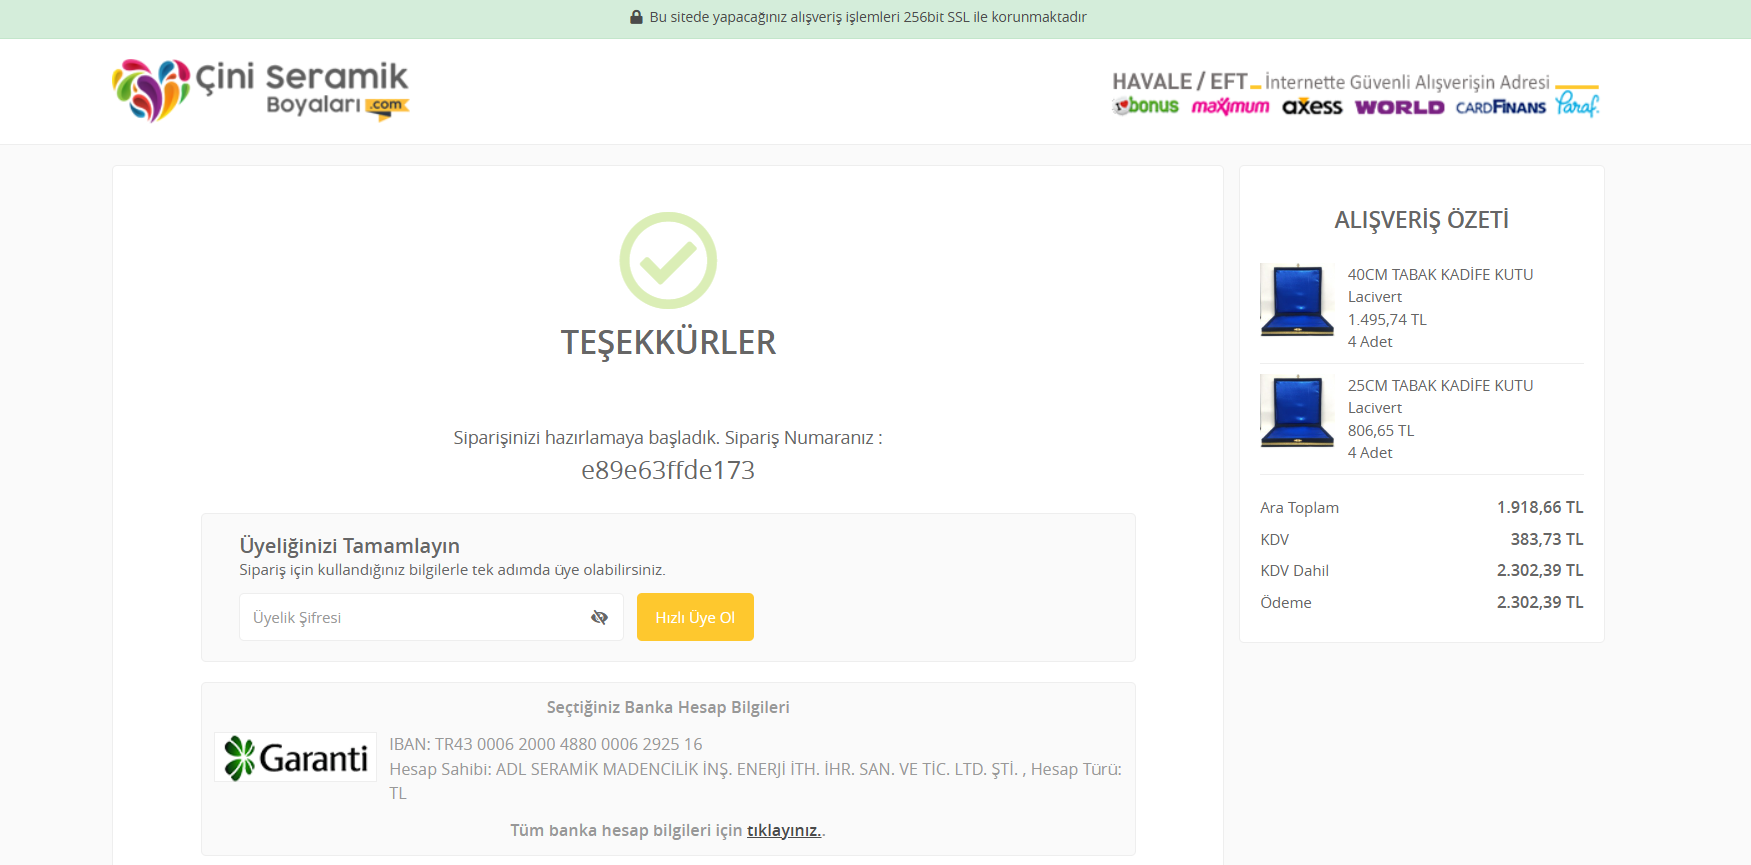 Bu sitede yapacağınız alışveriş işlemleri 256bit SSL ile korunmaktadır
Çini Seramik
Boyaları .com
HAVALE / EFT İnternette Güvenli Alışverişin Adresi
bonus maximum axess WORLD CARDFINANS Paraf
TEŞEKKÜRLER
Siparişinizi hazırlamaya başladık. Sipariş Numaranız :
e89e63ffde173
Üyeliğinizi Tamamlayın
Sipariş için kullandığınız bilgilerle tek adımda üye olabilirsiniz.
Üyelik Şifresi
Hızlı Üye Ol
Seçtiğiniz Banka Hesap Bilgileri
Garanti
IBAN: TR43 0006 2000 4880 0006 2925 16
Hesap Sahibi: ADL SERAMİK MADENCİLİK İNŞ. ENERJİ İTH. İHR. SAN. VE TİC. LTD. ŞTİ. , Hesap Türü:
TL
Tüm banka hesap bilgileri için tıklayınız..
ALIŞVERİŞ ÖZETİ
40CM TABAK KADİFE KUTU
Lacivert
1.495,74 TL
4 Adet
25CM TABAK KADİFE KUTU
Lacivert
806,65 TL
4 Adet
Ara Toplam 1.918,66 TL
KDV 383,73 TL
KDV Dahil 2.302,39 TL
Ödeme 2.302,39 TL